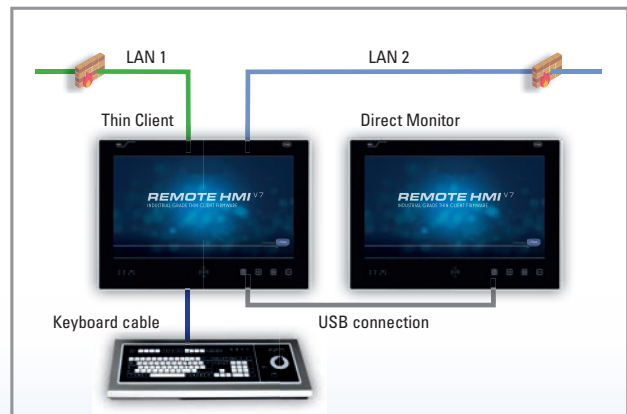 LAN 1
LAN 2
Thin Client
Direct Monitor
REMOTE HMI V7
INDUSTRIAL GRADE THIN CLIENT FIRMWARE
REMOTE HMI V7
INDUSTRIAL GRADE THIN CLIENT FIRMWARE
Keyboard cable
USB connection